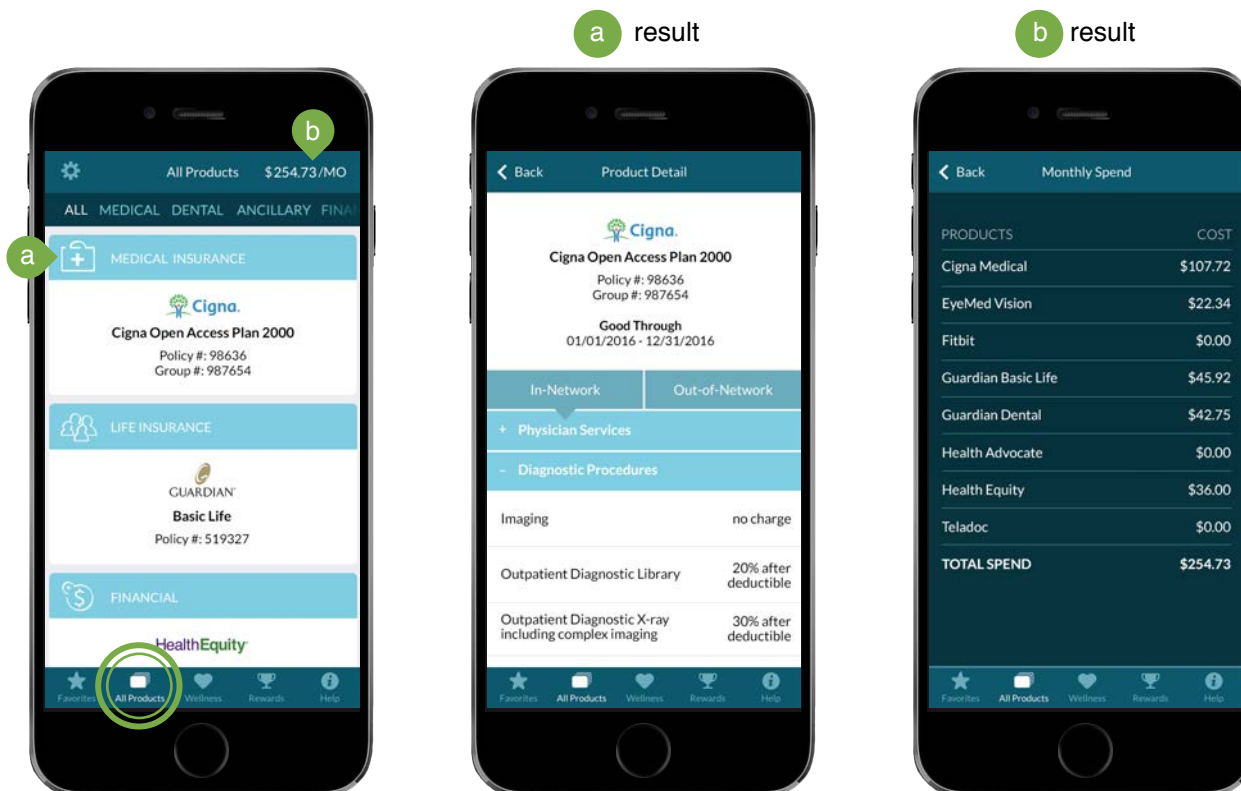 a result
b result
b
All Products $254.73/MO
ALL MEDICAL DENTAL ANCILLARY FINA
a
MEDICAL INSURANCE
Cigna.
Cigna Open Access Plan 2000
Policy #: 98636
Group #: 987654
LIFE INSURANCE
GUARDIAN
Basic Life
Policy #: 519327
FINANCIAL
HealthEquity
Favorites All Products Wellness Rewards Help
Back Product Detail
Cigna.
Cigna Open Access Plan 2000
Policy #: 98636
Group #: 987654
Good Through
01/01/2016 - 12/31/2016
In-Network Out-of-Network
+ Physician Services
- Diagnostic Procedures
Imaging no charge
Outpatient Diagnostic Library 20% after
deductible
Outpatient Diagnostic X-ray 30% after
including complex imaging deductible
Favorites All Products Wellness Rewards Help
Back Monthly Spend
PRODUCTS COST
Cigna Medical $107.72
EyeMed Vision $22.34
Fitbit $0.00
Guardian Basic Life $45.92
Guardian Dental $42.75
Health Advocate $0.00
Health Equity $36.00
Teladoc $0.00
TOTAL SPEND $254.73
Favorites All Products Wellness Rewards Help